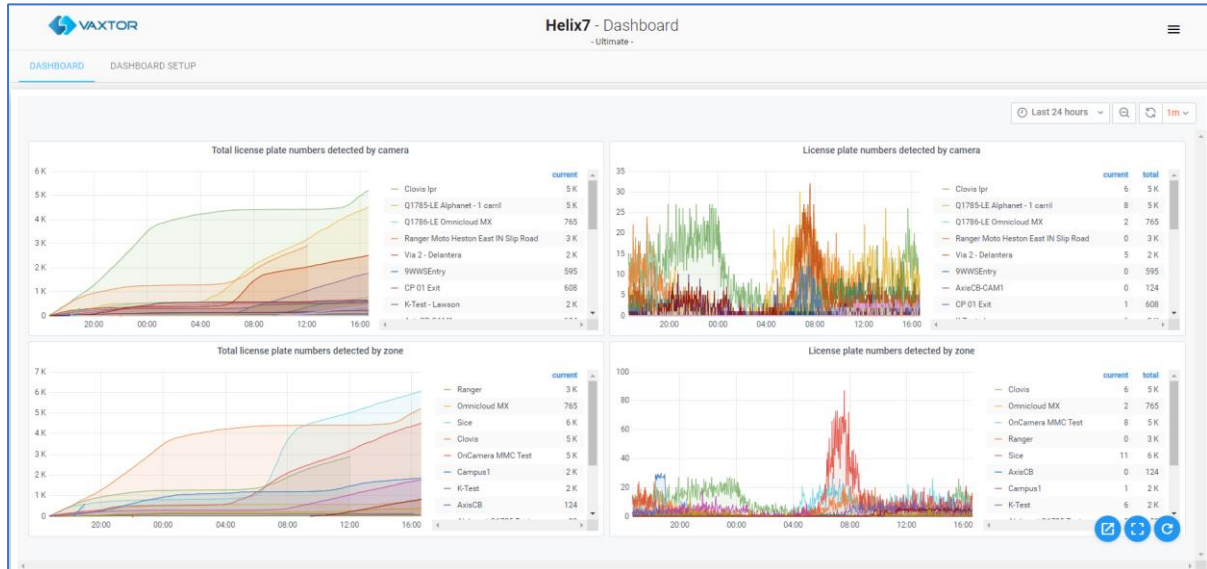 VAXTOR
Helix7 - Dashboard
- Ultimate -
DASHBOARD DASHBOARD SETUP
Last 24 hours 1m
Total license plate numbers detected by camera
6 K
5 K
4 K
3 K
2 K
1 K
0
20:00 00:00 04:00 08:00 12:00 16:00
current
Clovis lpr 5 K
Q1785-LE Alphanet - 1 carril 5 K
Q1786-LE Omnicloud MX 765
Ranger Moto Heston East IN Slip Road 3 K
Via 2 - Delantera 2 K
9WWSEntry 595
CP 01 Exit 608
K-Test - Lawson 2 K
License plate numbers detected by camera
35
30
25
20
15
10
5
0
20:00 00:00 04:00 08:00 12:00 16:00
current total
Clovis lpr 6 5 K
Q1785-LE Alphanet - 1 carril 8 5 K
Q1786-LE Omnicloud MX 2 765
Ranger Moto Heston East IN Slip Road 0 3 K
Via 2 - Delantera 5 2 K
9WWSEntry 0 595
AxisCB-CAM1 0 124
CP 01 Exit 1 608
Total license plate numbers detected by zone
7 K
6 K
5 K
4 K
3 K
2 K
1 K
0
20:00 00:00 04:00 08:00 12:00 16:00
current
Ranger 3 K
Omnicloud MX 765
Sice 6 K
Clovis 5 K
OnCamera MMC Test 5 K
Campus1 2 K
K-Test 2 K
AxisCB 124
License plate numbers detected by zone
100
80
60
40
20
0
20:00 00:00 04:00 08:00 12:00 16:00
current total
Clovis 6 5 K
Omnicloud MX 2 765
OnCamera MMC Test 8 5 K
Ranger 0 3 K
Sice 11 6 K
AxisCB 0 124
Campus1 1 2 K
K-Test 6 2 K